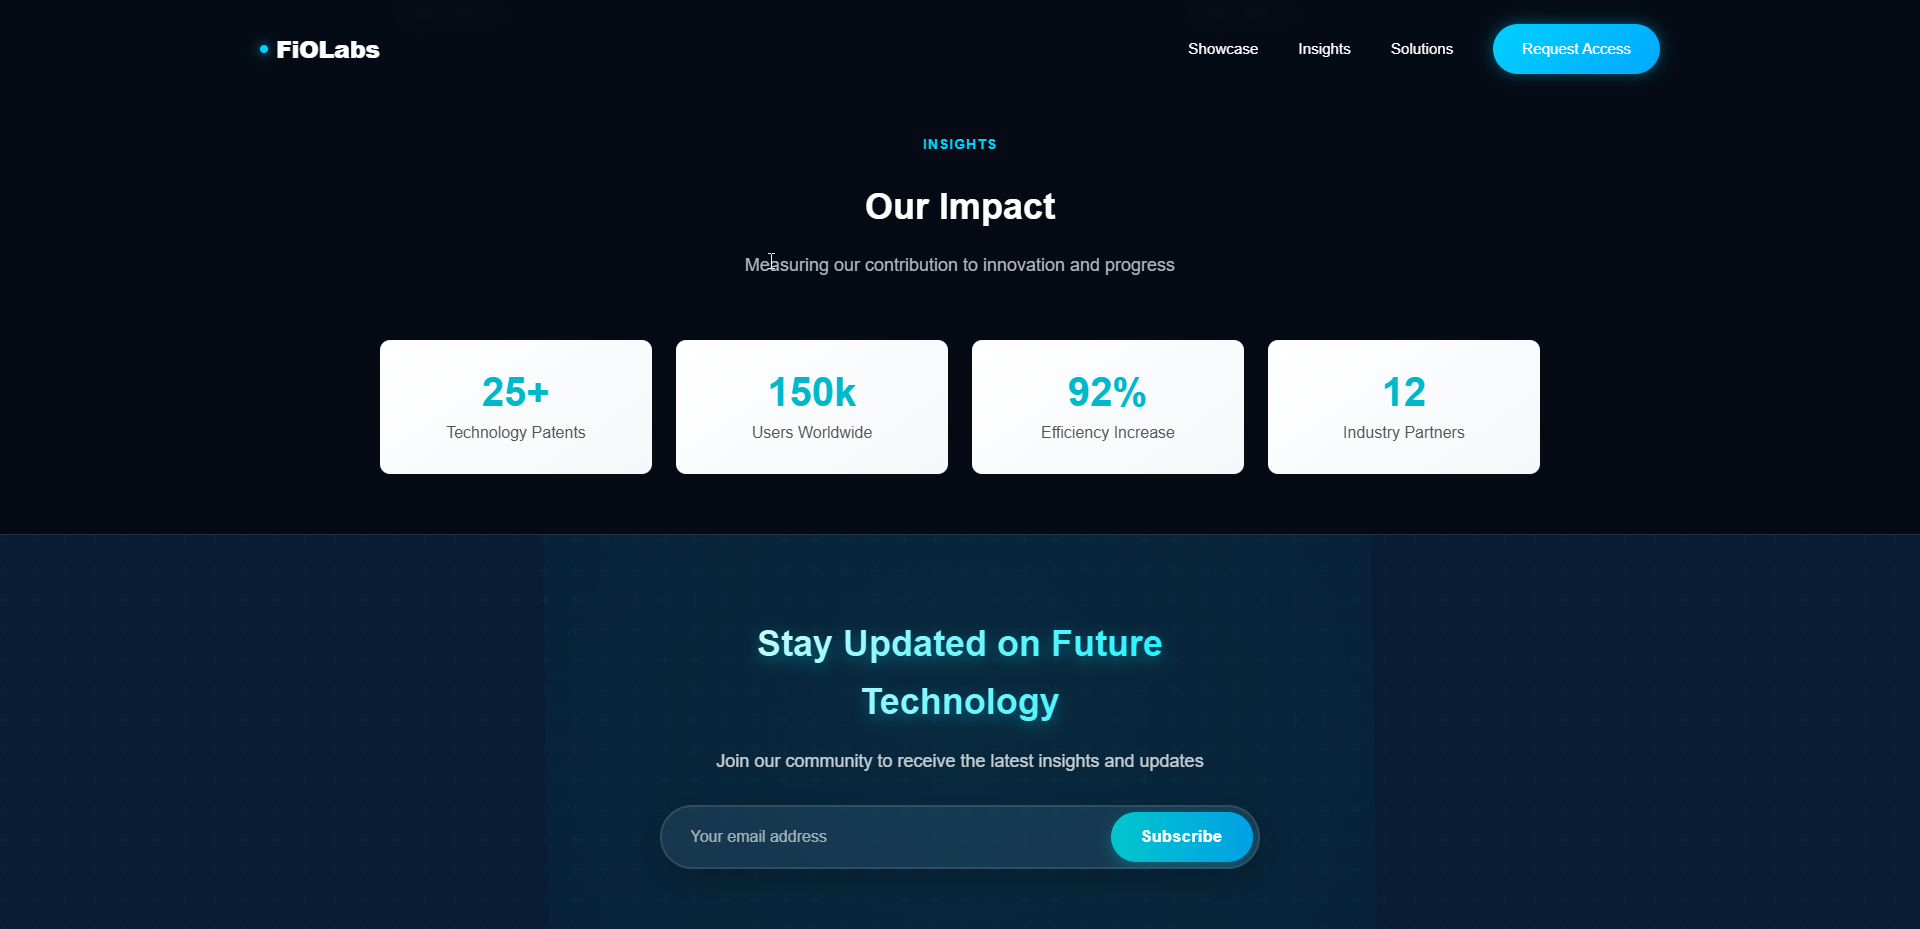 FiOLabs
Showcase
Insights
Solutions
Request Access
INSIGHTS
Our Impact
Measuring our contribution to innovation and progress
25+
Technology Patents
150k
Users Worldwide
92%
Efficiency Increase
12
Industry Partners
Stay Updated on Future
Technology
Join our community to receive the latest insights and updates
Your email address
Subscribe